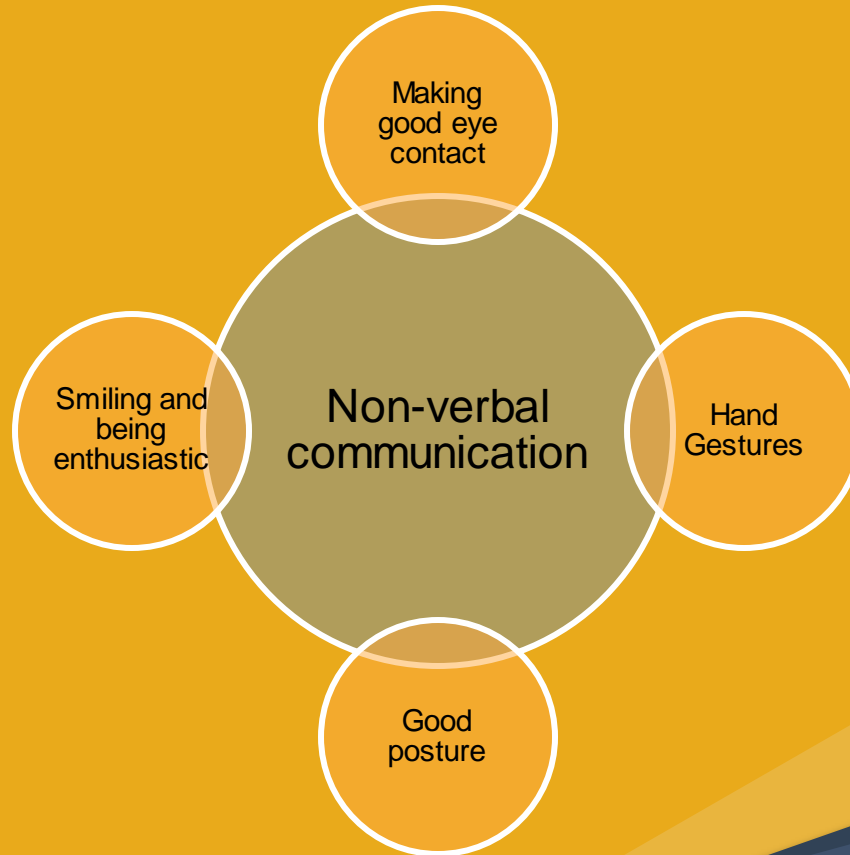 Making
good eye
contact
Smiling and
being
enthusiastic
Non-verbal
communication
Hand
Gestures
Good
posture